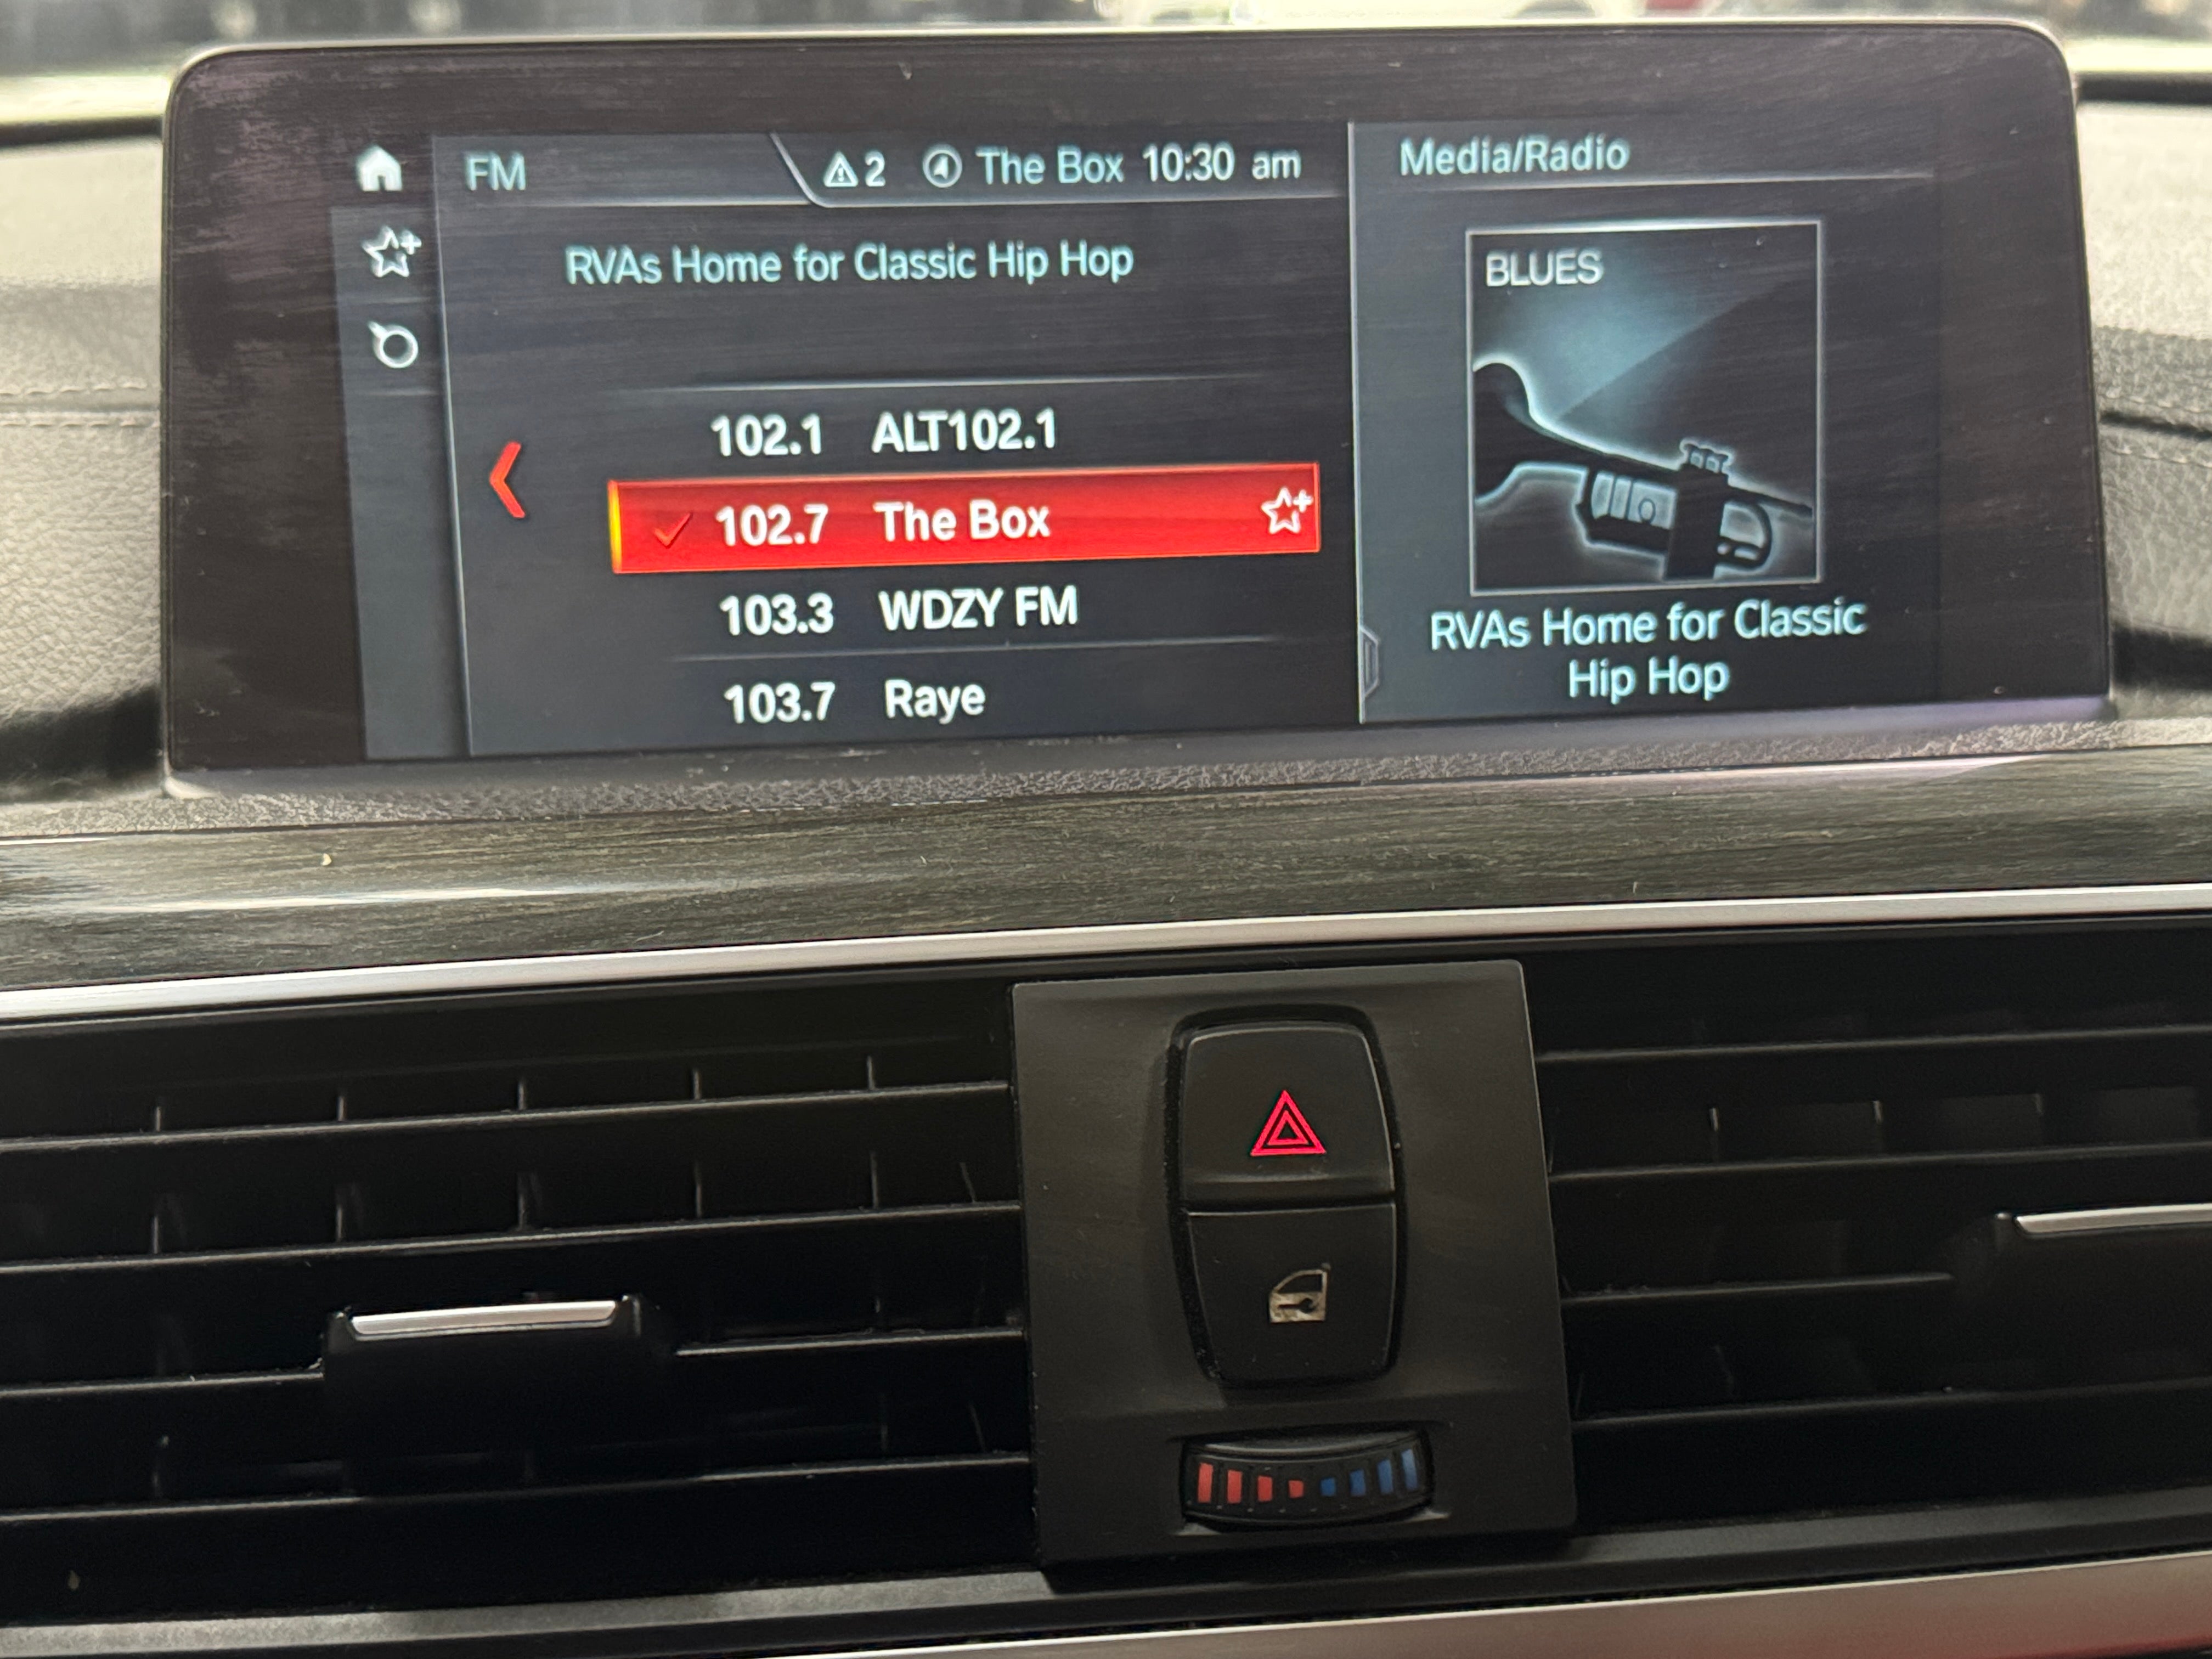 FM
2 The Box 10:30 am
RVAs Home for Classic Hip Hop
102.1 ALT102.1
102.7 The Box
103.3 WDZY FM
103.7 Raye
Media/Radio
BLUES
RVAs Home for Classic
Hip Hop